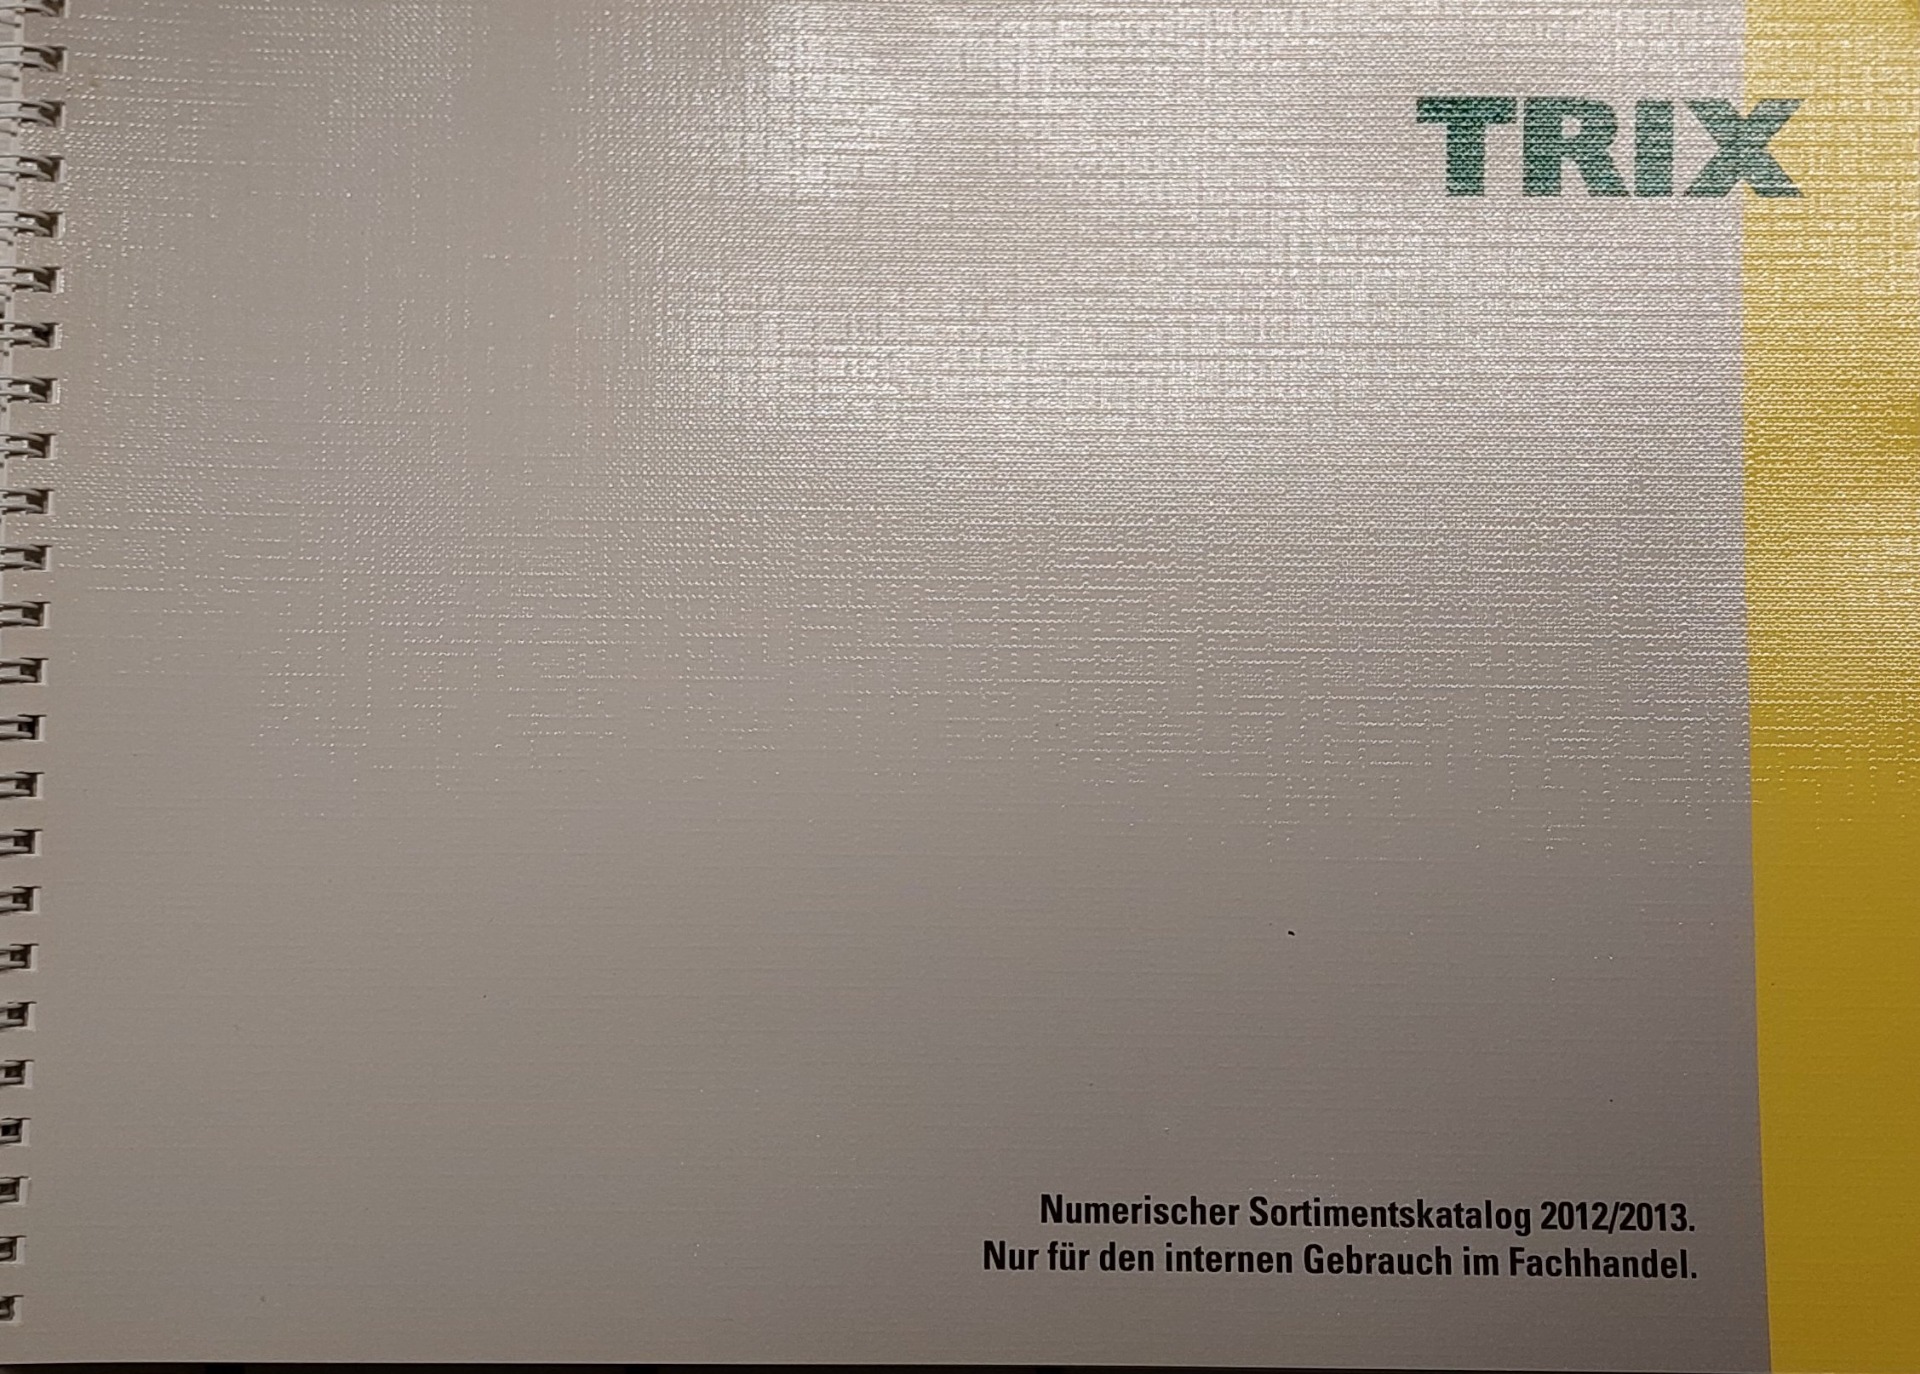 TRIX
Numerischer Sortimentskatalog 2012/2013.
Nur für den internen Gebrauch im Fachhandel.